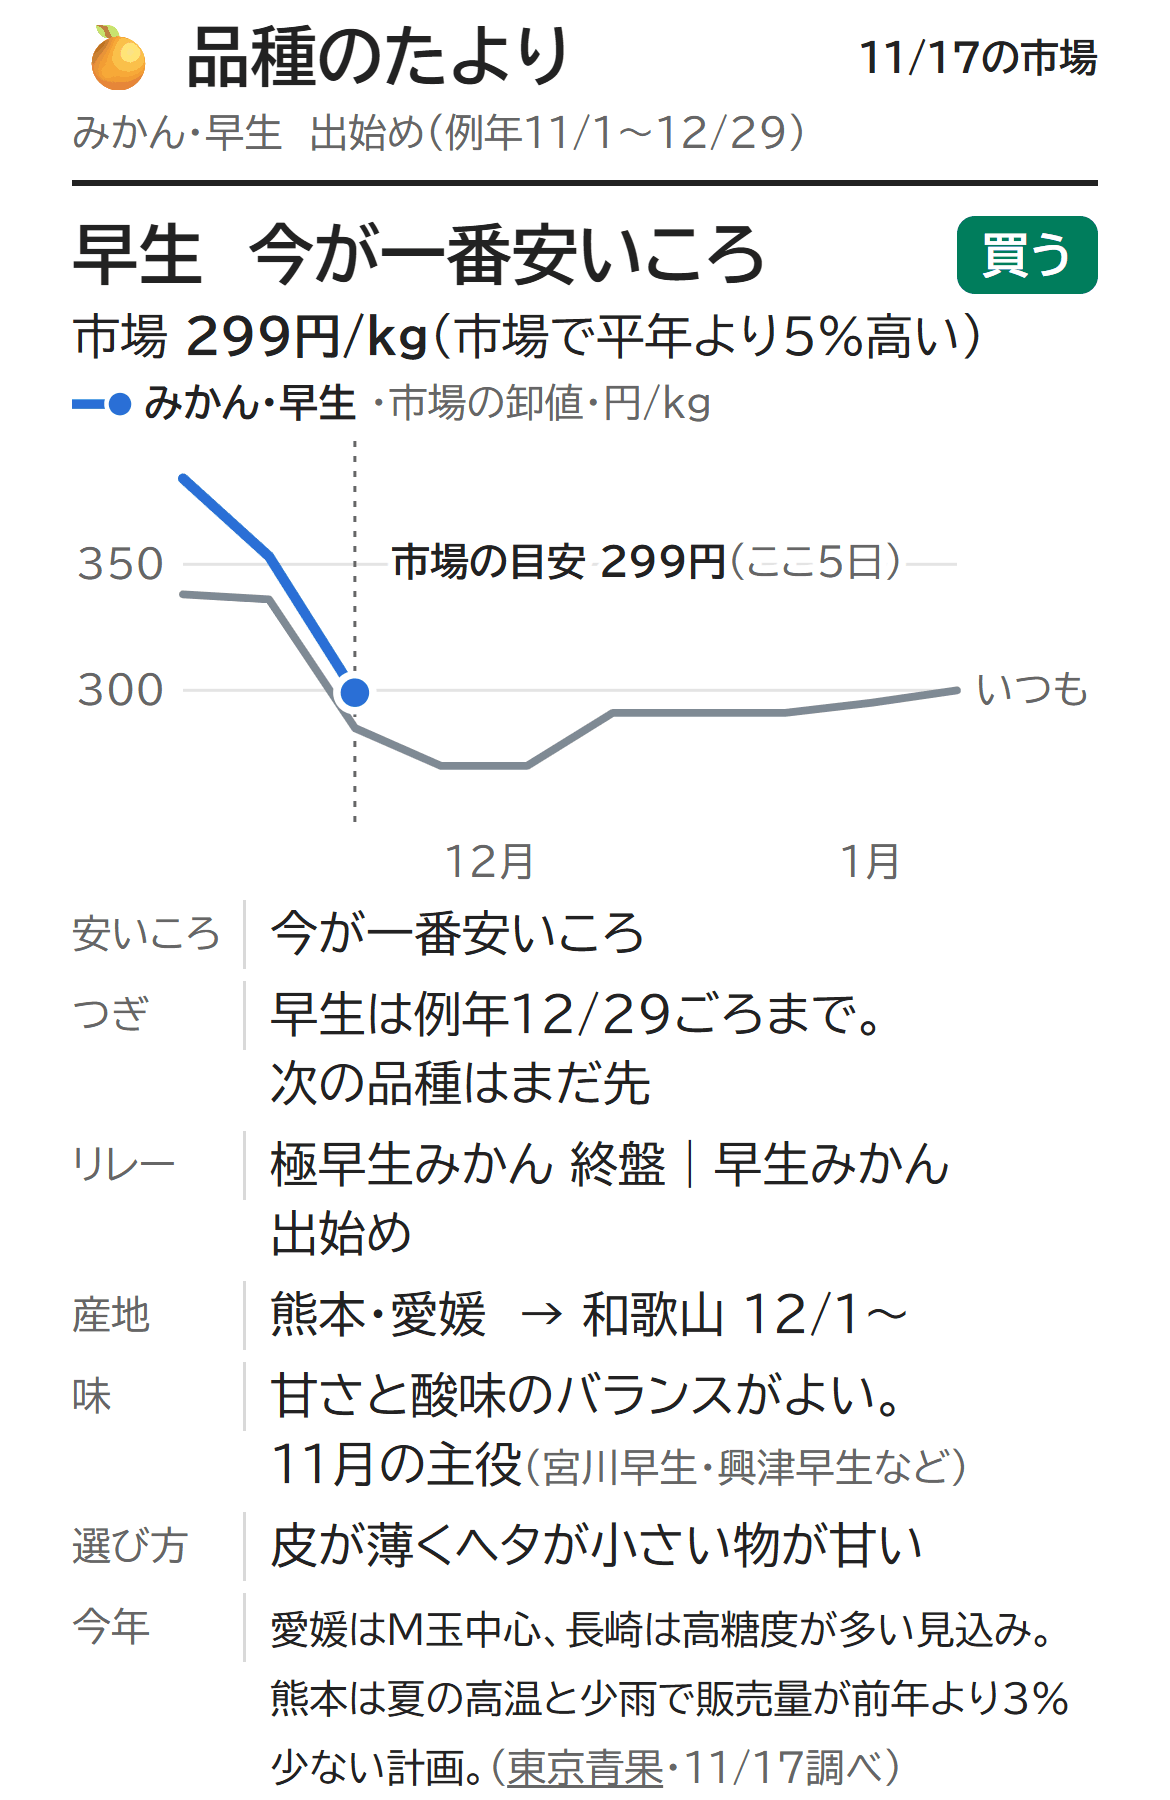 品種のたより
11/17の市場
みかん・早生 出始め(例年11/1〜12/29)
早生 今が一番安いころ
買う
市場 299円/kg(市場で平年より5%高い)
みかん・早生 ・市場の卸値・円/kg
350
市場の目安 299円(ここ5日)
300
いつも
12月
1月
安いころ 今が一番安いころ
つぎ 早生は例年12/29ごろまで。
次の品種はまだ先
リレー 極早生みかん 終盤｜早生みかん
出始め
産地 熊本・愛媛 → 和歌山 12/1〜
味 甘さと酸味のバランスがよい。
11月の主役(宮川早生・興津早生など)
選び方 皮が薄くヘタが小さい物が甘い
今年 愛媛はM玉中心、長崎は高糖度が多い見込み。
熊本は夏の高温と少雨で販売量が前年より3%
少ない計画。(東京青果・11/17調べ)